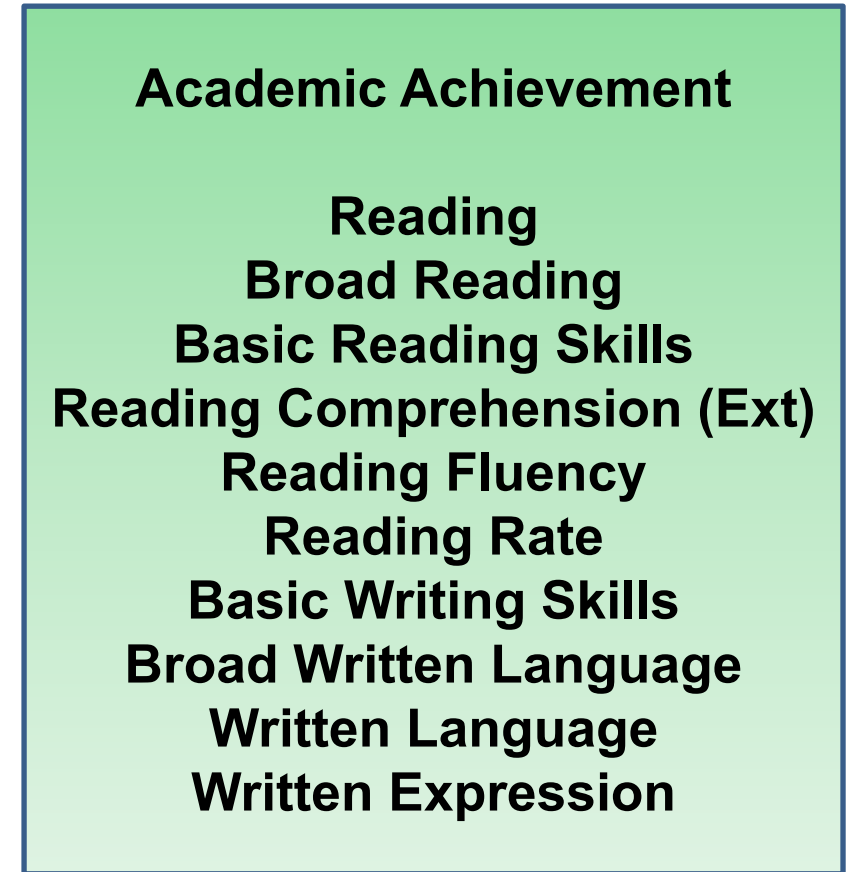 Academic Achievement
Reading
Broad Reading
Basic Reading Skills
Reading Comprehension (Ext)
Reading Fluency
Reading Rate
Basic Writing Skills
Broad Written Language
Written Language
Written Expression